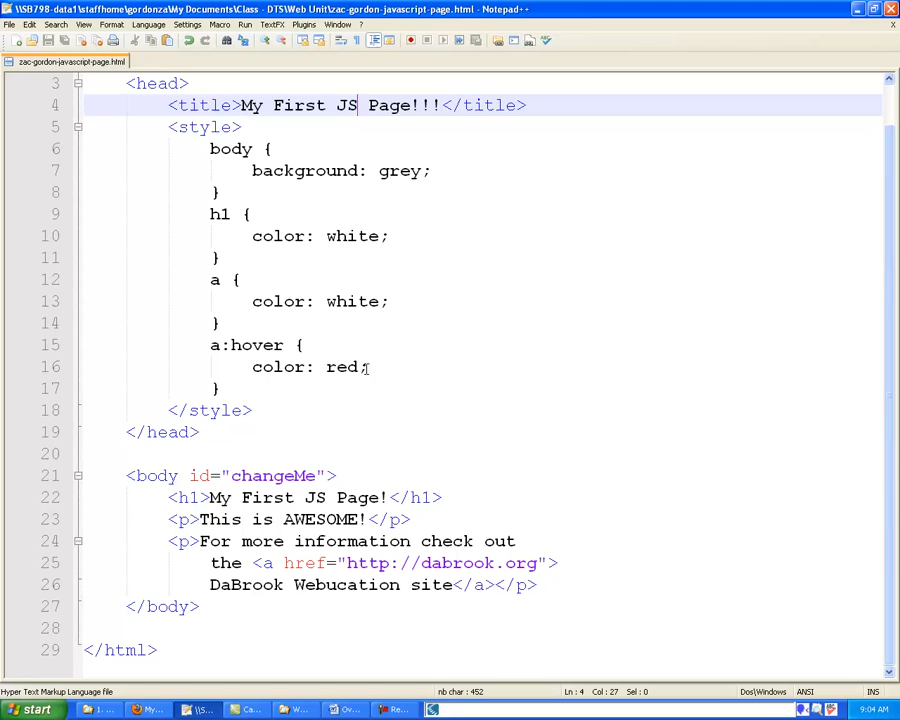 \\SB798-data1\staffhome\gordonza\My Documents\Class - DTS\Web Unit\zac-gordon-javascript-page.html - Notepad++
File Edit Search View Format Language Settings Macro Run TextFX Plugins Window ? X
zac-gordon-javascript-page.html
3 <head>
4 <title>My First JS Page!!!</title>
5 <style>
6 body {
7 background: grey;
8 }
9 h1 {
10 color: white;
11 }
12 a {
13 color: white;
14 }
15 a:hover {
16 color: red;
17 }
18 </style>
19 </head>
20
21 <body id="changeMe">
22 <h1>My First JS Page!</h1>
23 <p>This is AWESOME!</p>
24 <p>For more information check out
25 the <a href="http://dabrook.org">
26 DaBrook Webucation site</a></p>
27 </body>
28
29 </html>
Hyper Text Markup Language file nb char : 452 Ln : 4 Col : 27 Sel : 0 Dos\Windows ANSI INS
start 1. ... My... \\S... Ca... W... Ov... Re... 9:04 AM